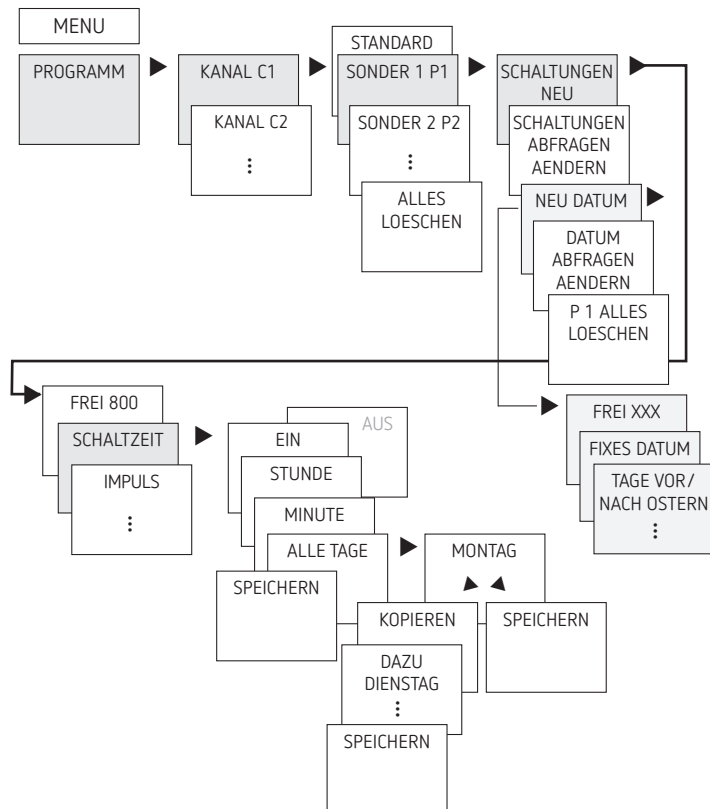 MENU
PROGRAMM
KANAL C1
KANAL C2
STANDARD
SONDER 1 P1
SONDER 2 P2
ALLES
LOESCHEN
SCHALTUNGEN
NEU
SCHALTUNGEN
ABFRAGEN
AENDERN
NEU DATUM
DATUM
ABFRAGEN
AENDERN
P 1 ALLES
LOESCHEN
FREI 800
SCHALTZEIT
IMPULS
AUS
EIN
STUNDE
MINUTE
ALLE TAGE
SPEICHERN
MONTAG
KOPIEREN
SPEICHERN
DAZU
DIENSTAG
SPEICHERN
FREI XXX
FIXES DATUM
TAGE VOR/
NACH OSTERN